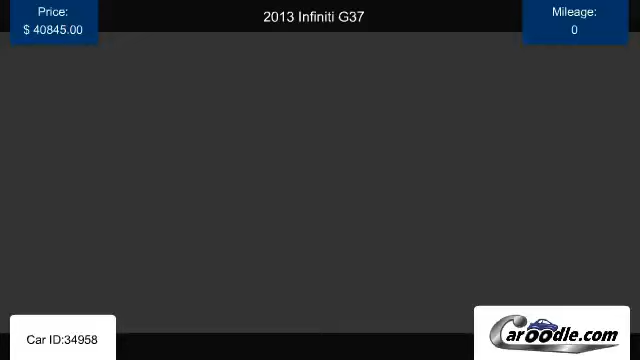 Price:
$ 40845.00
2013 Infiniti G37
Mileage:
0
Car ID:34958
Caroodle.com